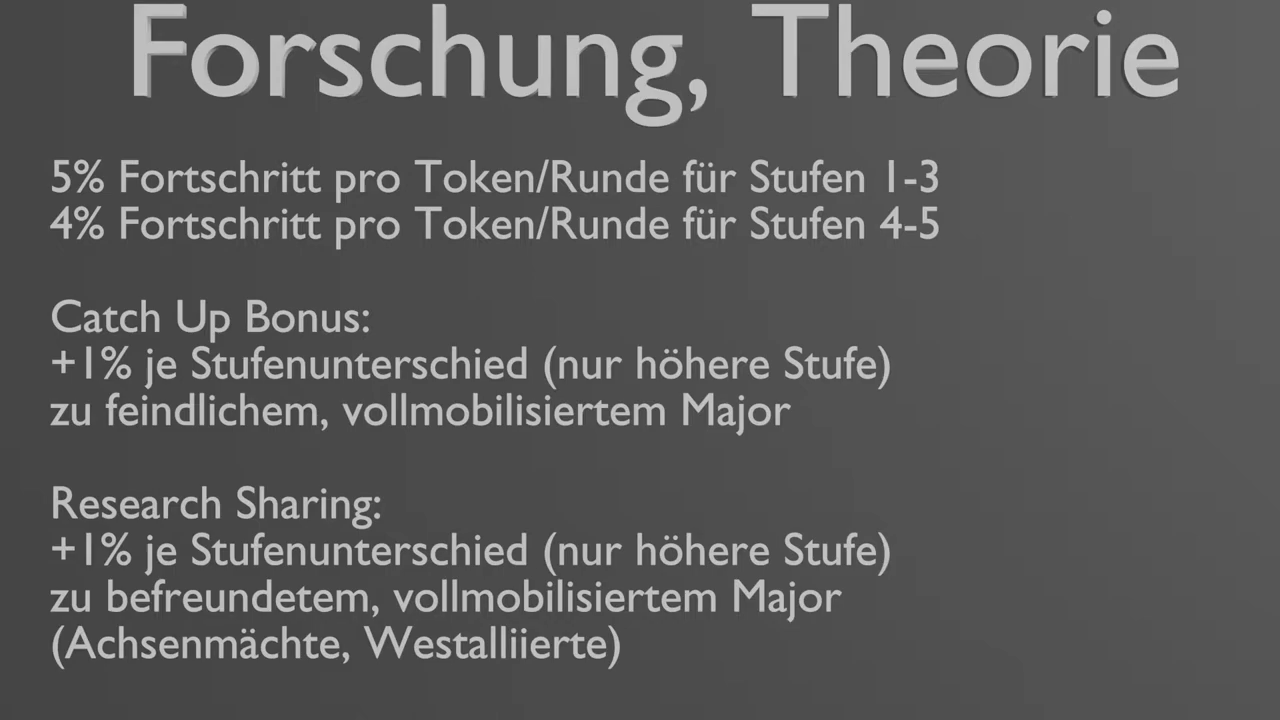 Forschung, Theorie
5% Fortschritt pro Token/Runde für Stufen 1-3
4% Fortschritt pro Token/Runde für Stufen 4-5
Catch Up Bonus:
+1% je Stufenunterschied (nur höhere Stufe)
zu feindlichem, vollmobilisiertem Major
Research Sharing:
+1% je Stufenunterschied (nur höhere Stufe)
zu befreundetem, vollmobilisiertem Major
(Achsenmächte, Westalliierte)